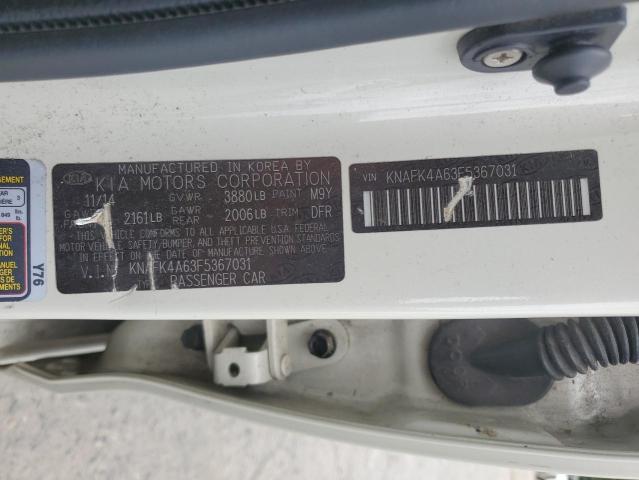 MANUFACTURED IN KOREA BY
KIA MOTORS CORPORATION
11/14 GVWR 3880LB PAINT M9Y
2161LB GAWR REAR 2006LB TRIM DFR
THIS VEHICLE CONFORMS TO ALL APPLICABLE U.S.A. FEDERAL
MOTOR VEHICLE SAFETY, BUMPER, AND THEFT PREVENTION STANDARDS
IN EFFECT ON THE DATE OF MANUFACTURE SHOWN ABOVE.
V.I.N KNAFK4A63F5367031
PASSENGER CAR
VIN KNAFK4A63F5367031
Y76